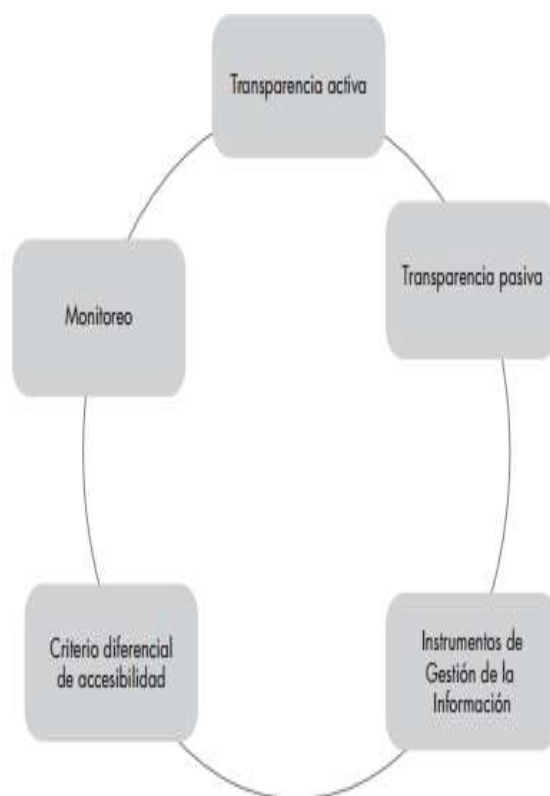 Transparencia activa
Transparencia pasiva
Instrumentos de
Gestión de la
Información
Criterio diferencial
de accesibilidad
Monitoreo